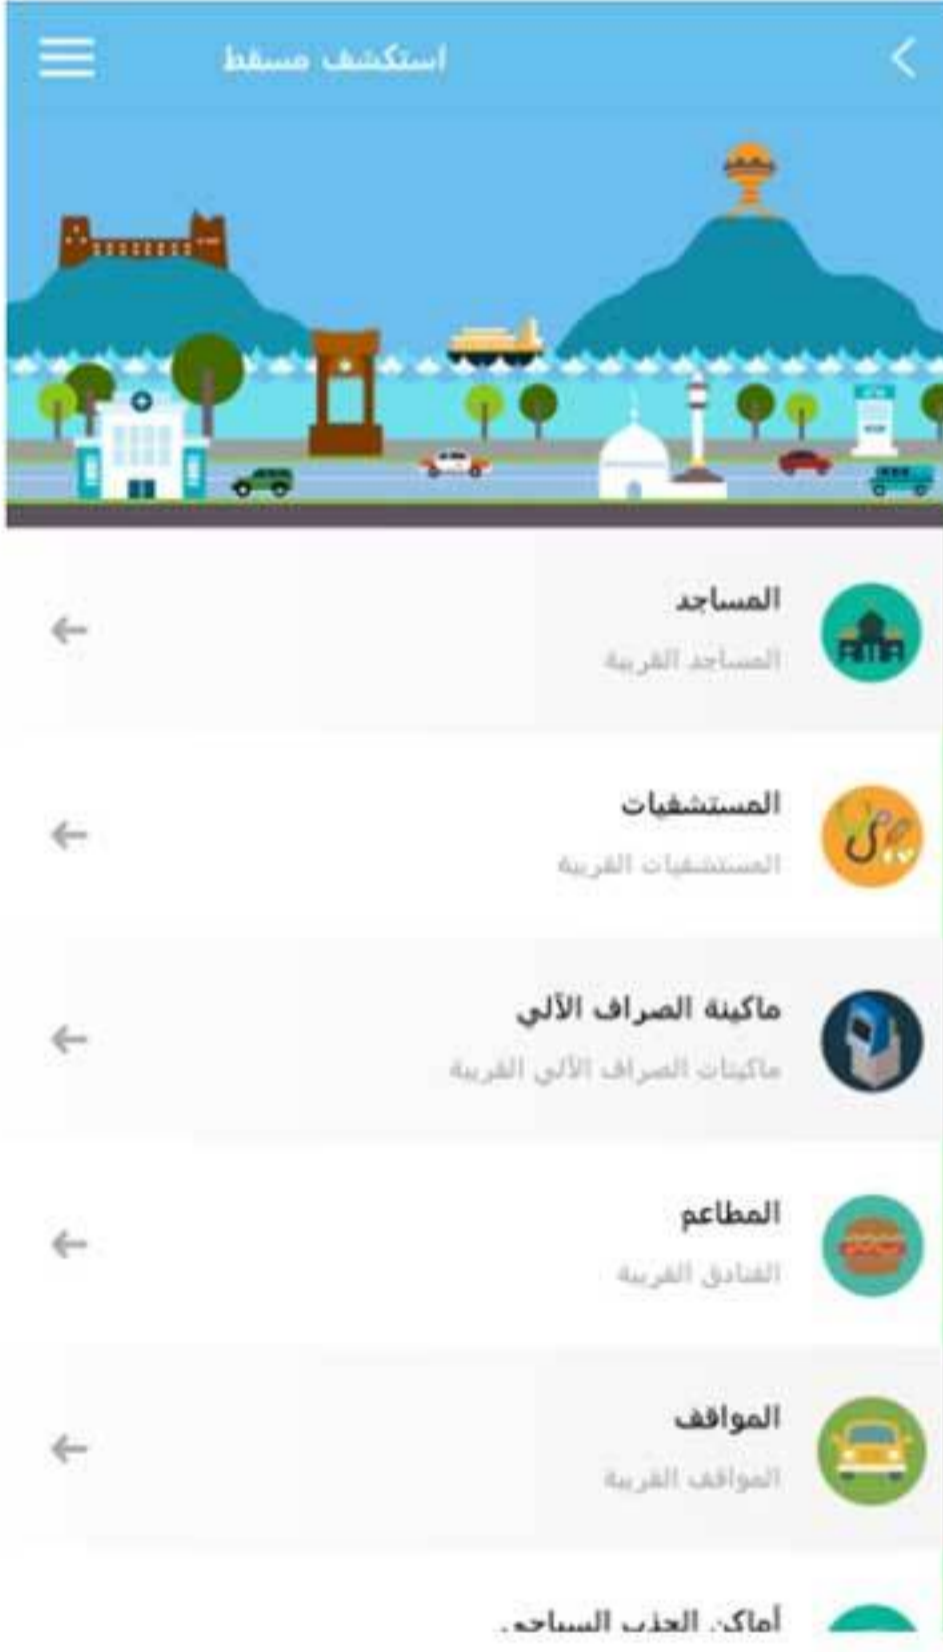 استكشف مسقط
المساجد
المساجد القريبة
المستشفيات
المستشفيات القريبة
ماكينة الصراف الآلي
ماكينات الصراف الآلي القريبة
المطاعم
الفنادق القريبة
المواقف
المواقف القريبة
أماكن الجذب السياحي